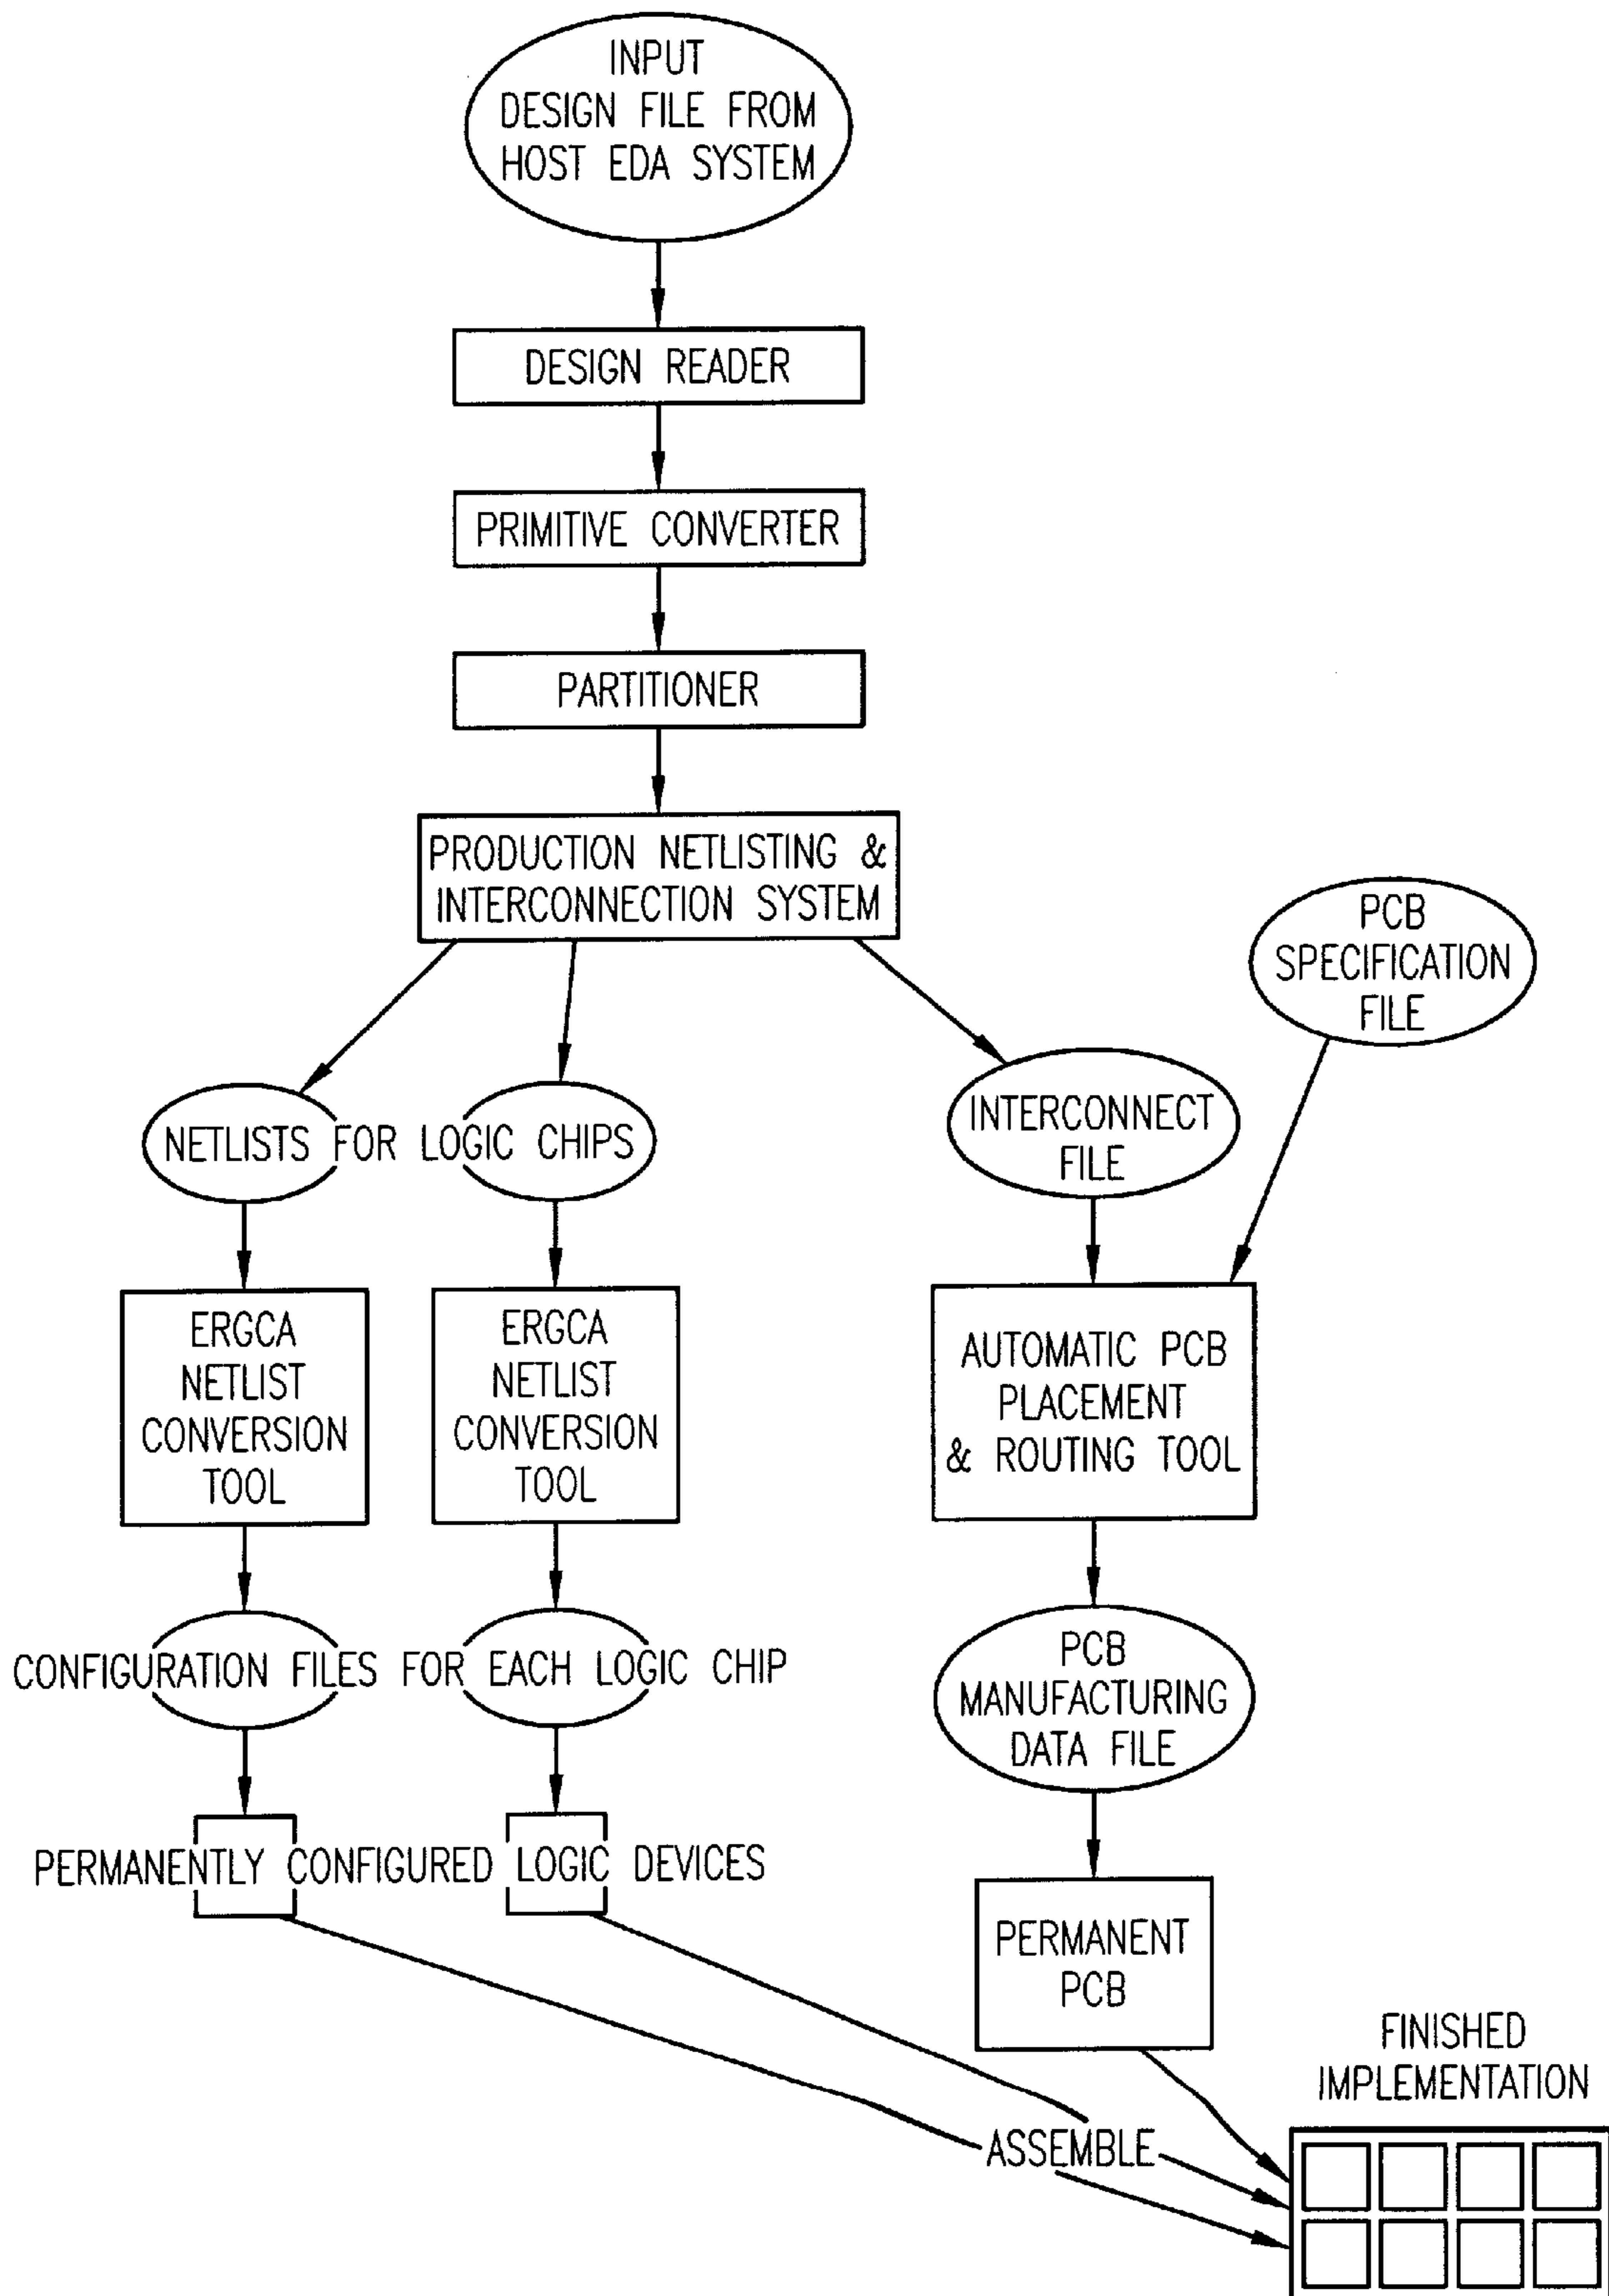 INPUT
DESIGN FILE FROM
HOST EDA SYSTEM
DESIGN READER
PRIMITIVE CONVERTER
PARTITIONER
PRODUCTION NETLISTING &
INTERCONNECTION SYSTEM
PCB
SPECIFICATION
FILE
NETLISTS FOR LOGIC CHIPS
INTERCONNECT
FILE
ERGCA
NETLIST
CONVERSION
TOOL
ERGCA
NETLIST
CONVERSION
TOOL
AUTOMATIC PCB
PLACEMENT
& ROUTING TOOL
CONFIGURATION FILES FOR EACH LOGIC CHIP
PCB
MANUFACTURING
DATA FILE
PERMANENTLY CONFIGURED LOGIC DEVICES
PERMANENT
PCB
FINISHED
IMPLEMENTATION
ASSEMBLE